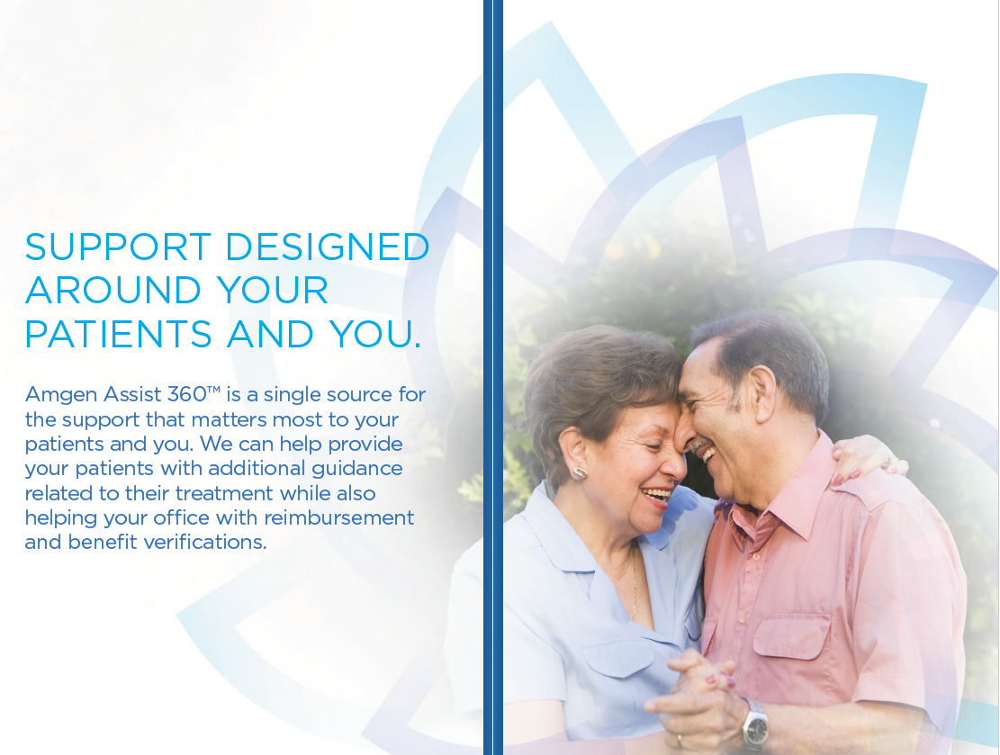 SUPPORT DESIGNED
AROUND YOUR
PATIENTS AND YOU.
Amgen Assist 360™ is a single source for
the support that matters most to your
patients and you. We can help provide
your patients with additional guidance
related to their treatment while also
helping your office with reimbursement
and benefit verifications.